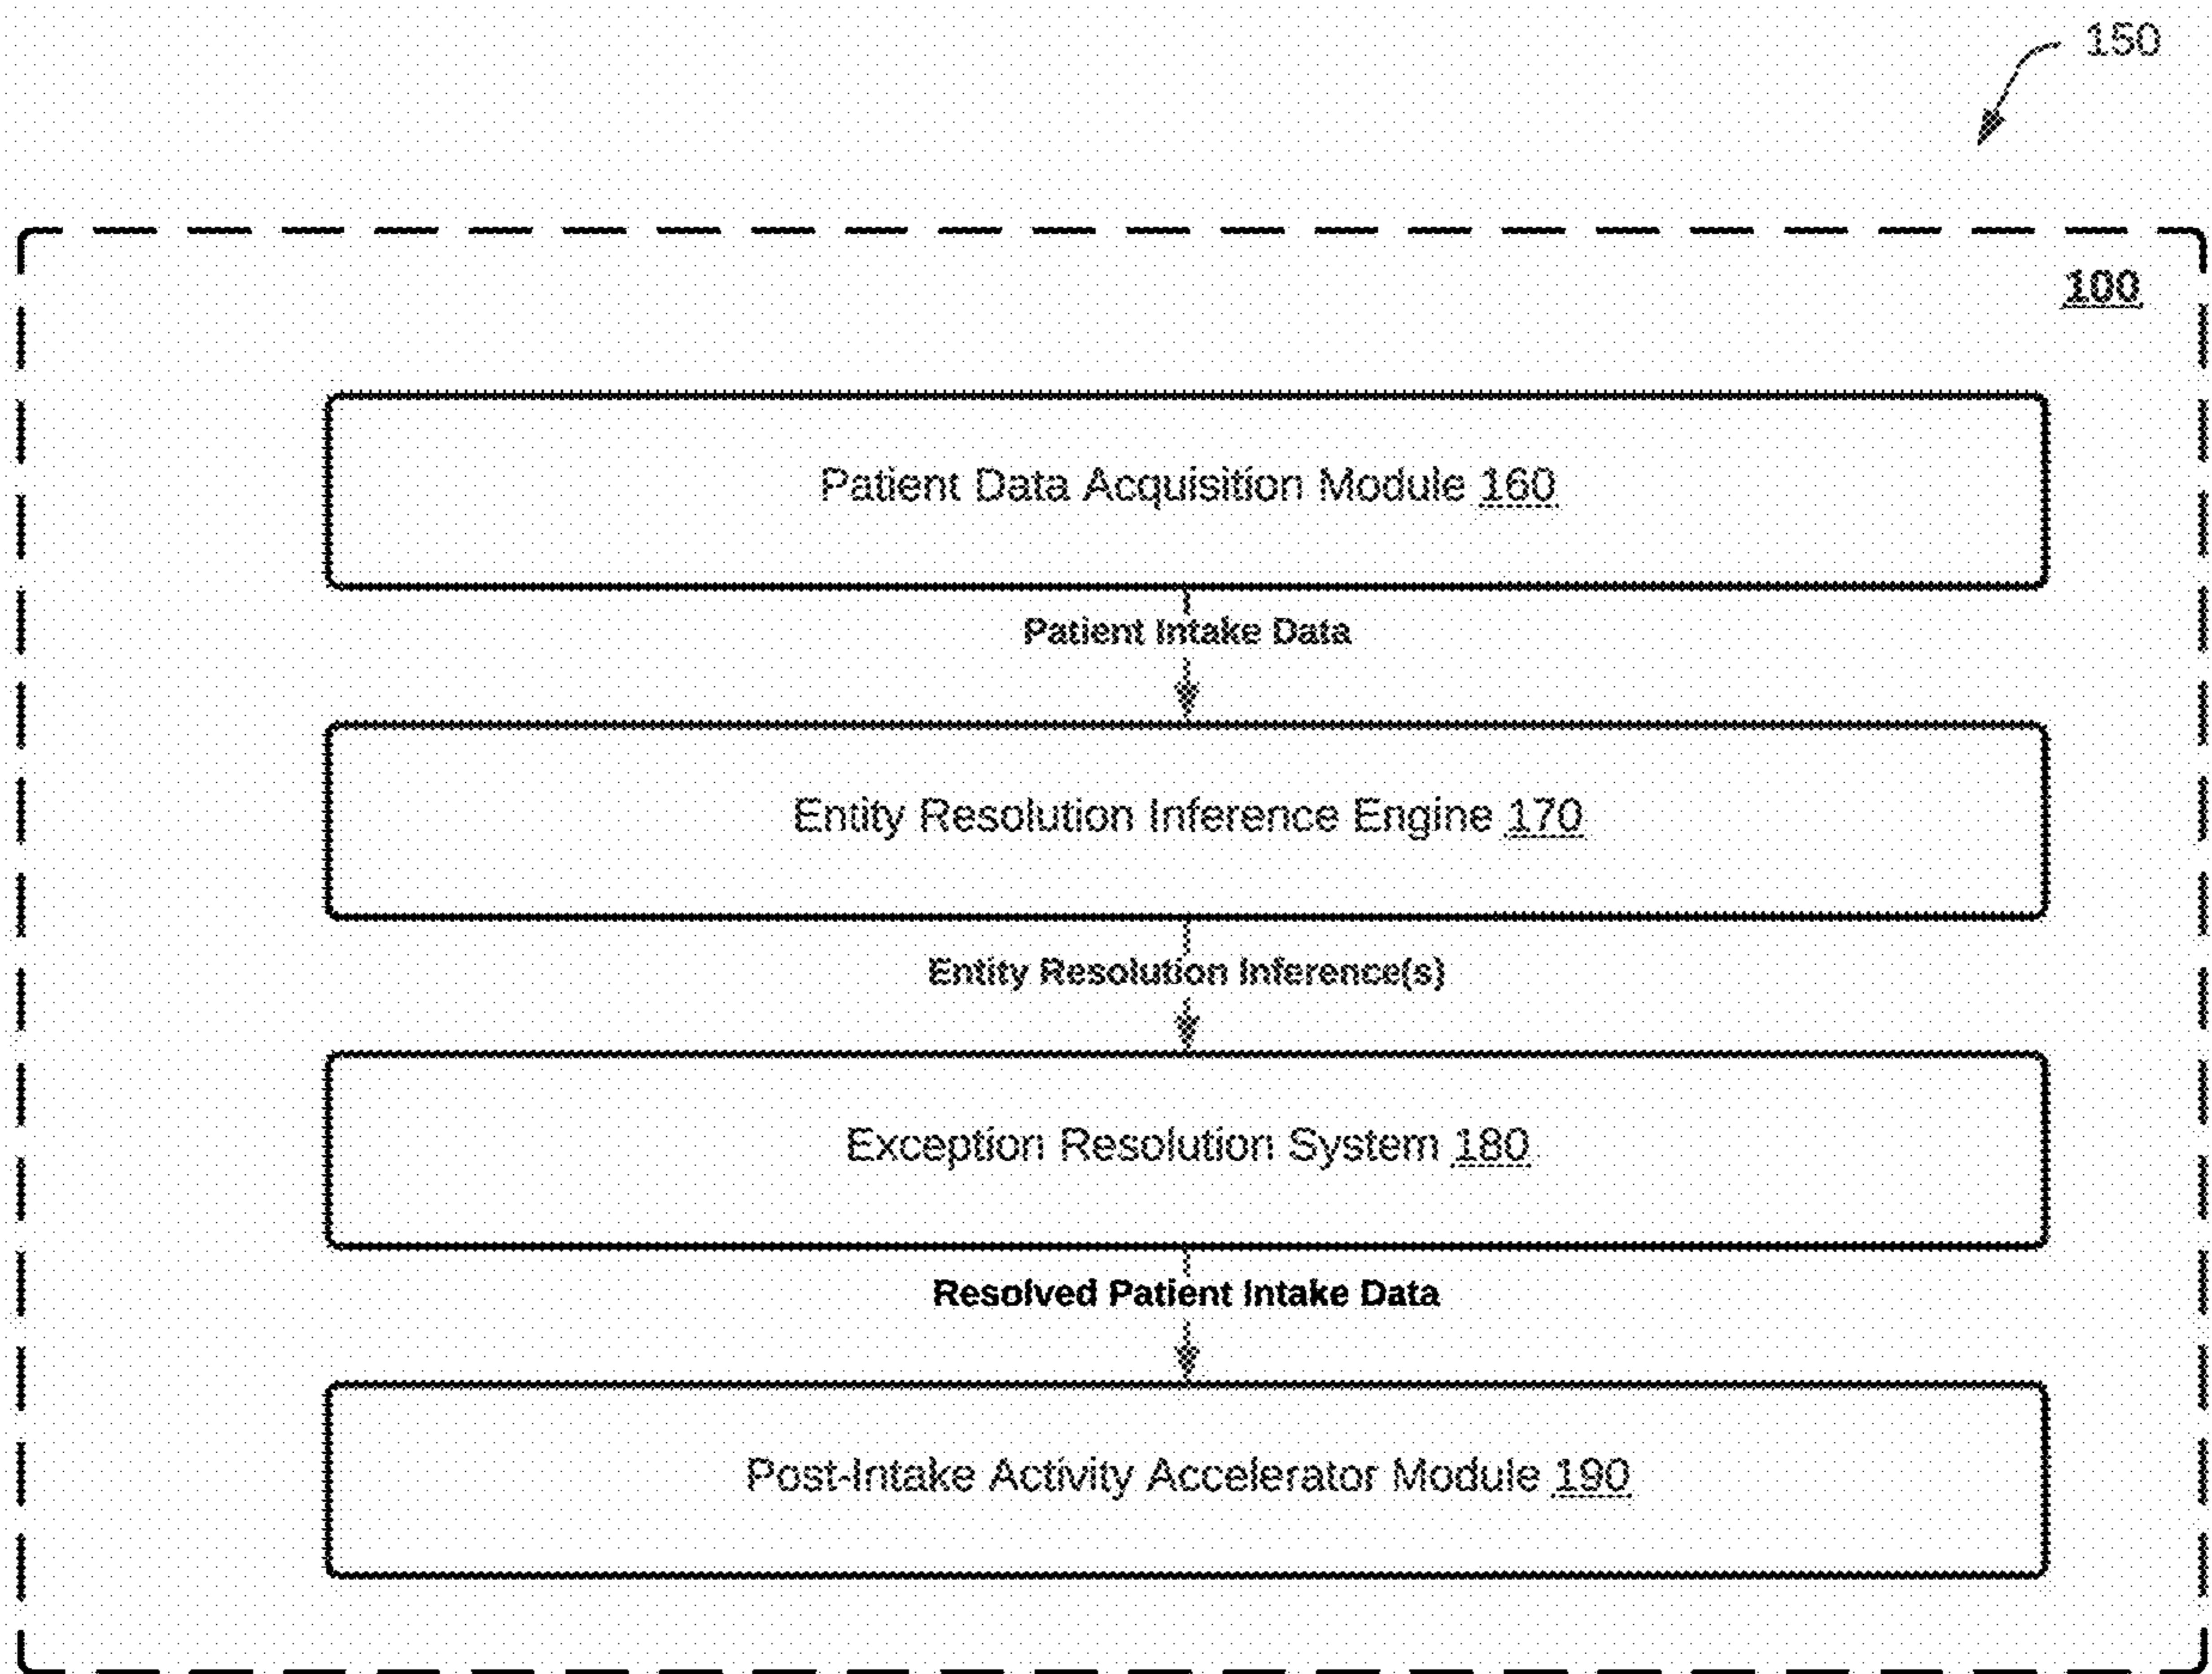 150
100
Patient Data Acquisition Module 160
Patient Intake Data
Entity Resolution Inference Engine 170
Entity Resolution Inference(s)
Exception Resolution System 180
Resolved Patient Intake Data
Post-Intake Activity Accelerator Module 190